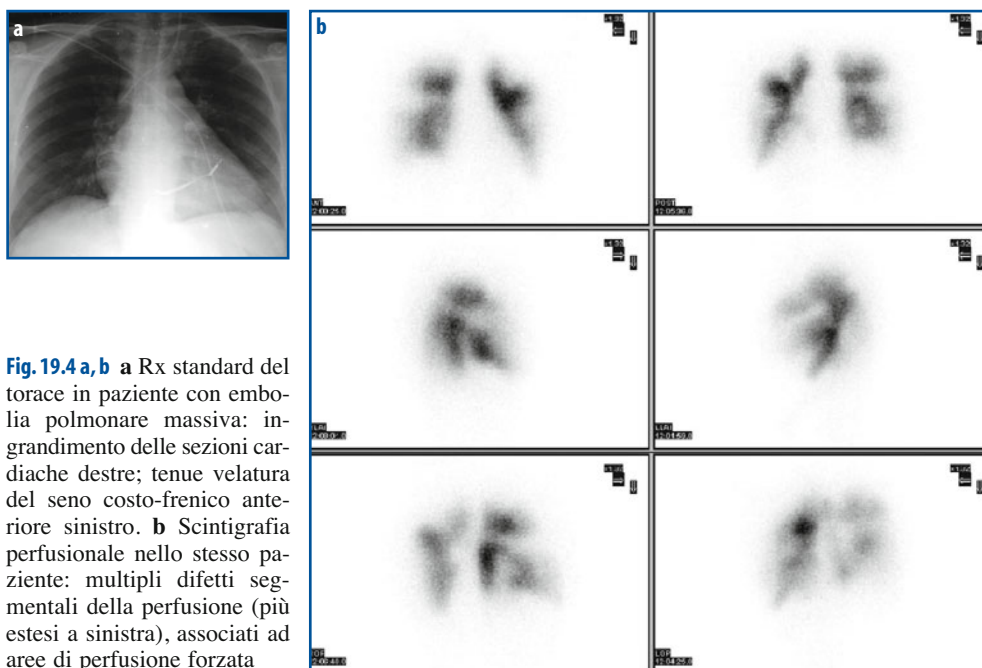 a
b
Fig. 19.4 a, b a Rx standard del
torace in paziente con embo-
lia polmonare massiva: in-
grandimento delle sezioni car-
diache destre; tenue velatura
del seno costo-frenico ante-
riore sinistro. b Scintigrafia
perfusionale nello stesso pa-
ziente: multipli difetti seg-
mentali della perfusione (più
estesi a sinistra), associati ad
aree di perfusione forzata
POST